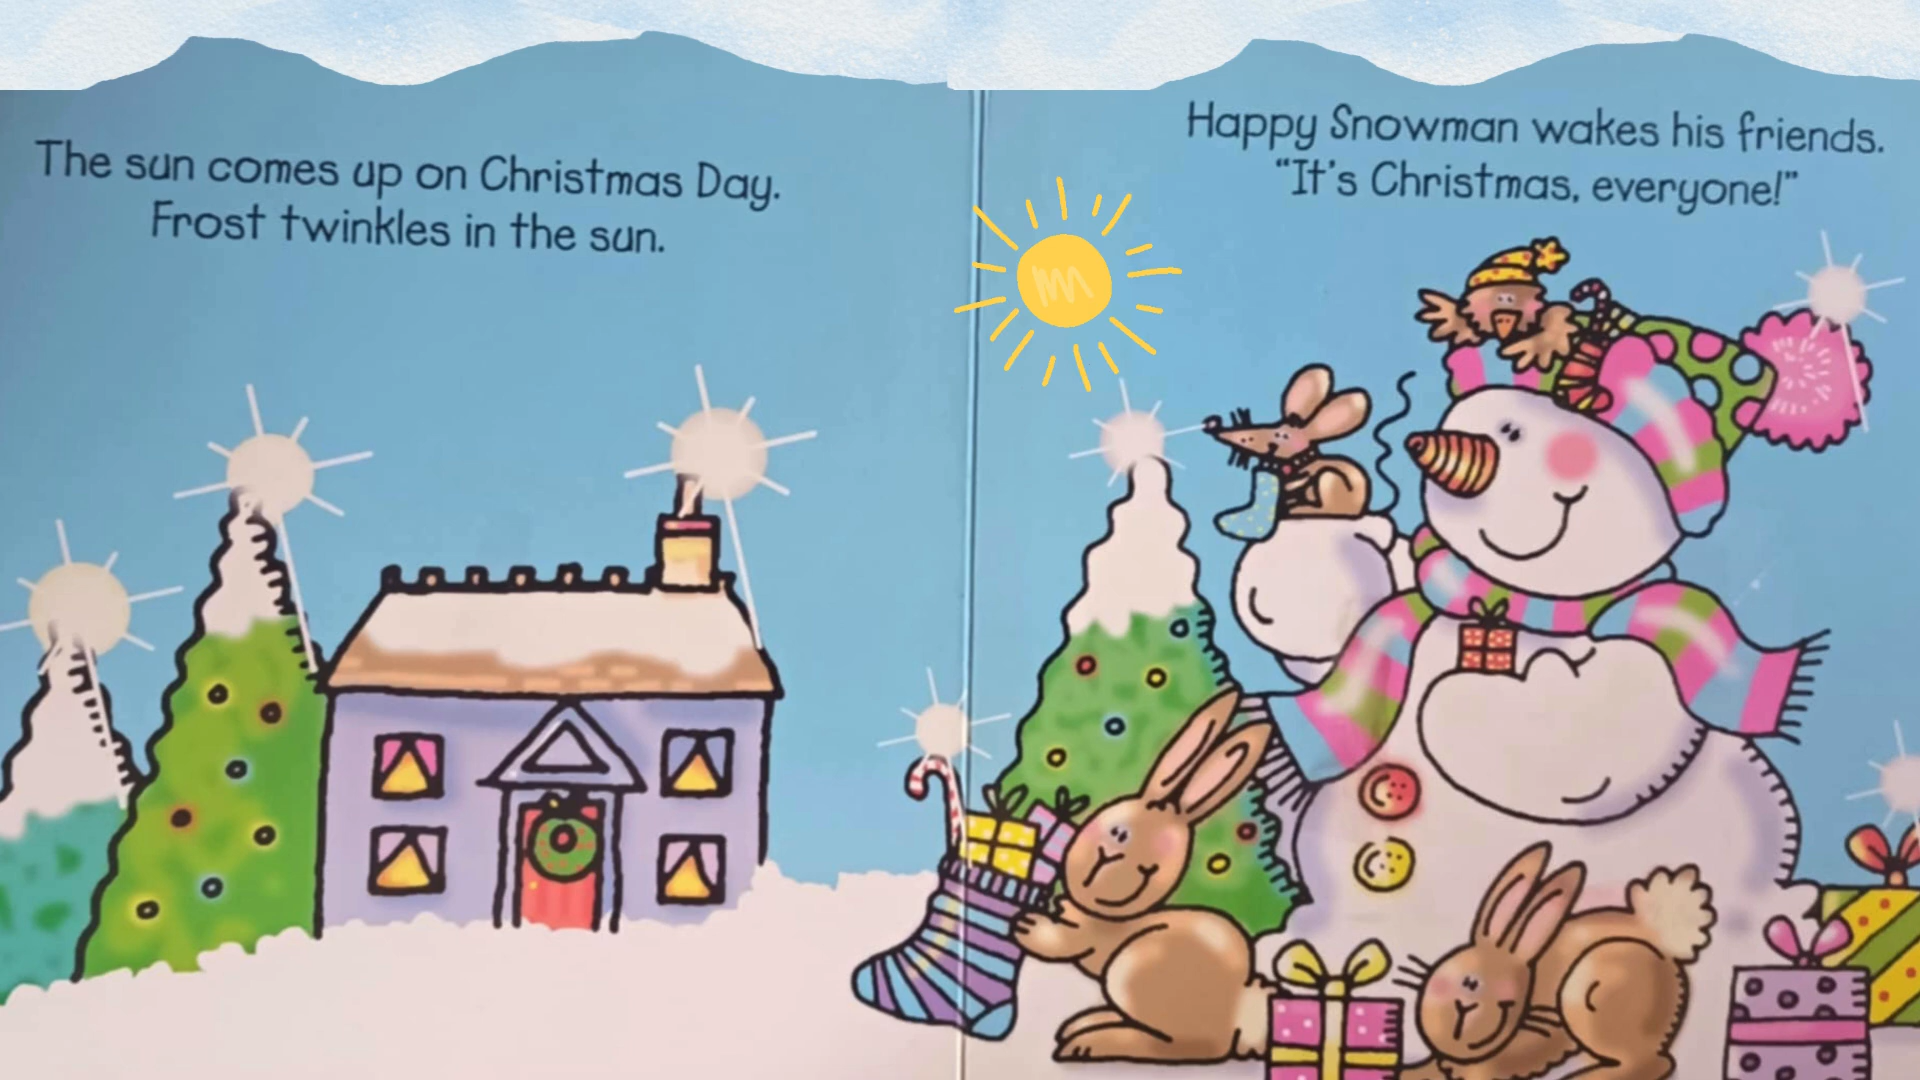 The sun comes up on Christmas Day.
Frost twinkles in the sun.
Happy Snowman wakes his friends.
“It's Christmas, everyone!”